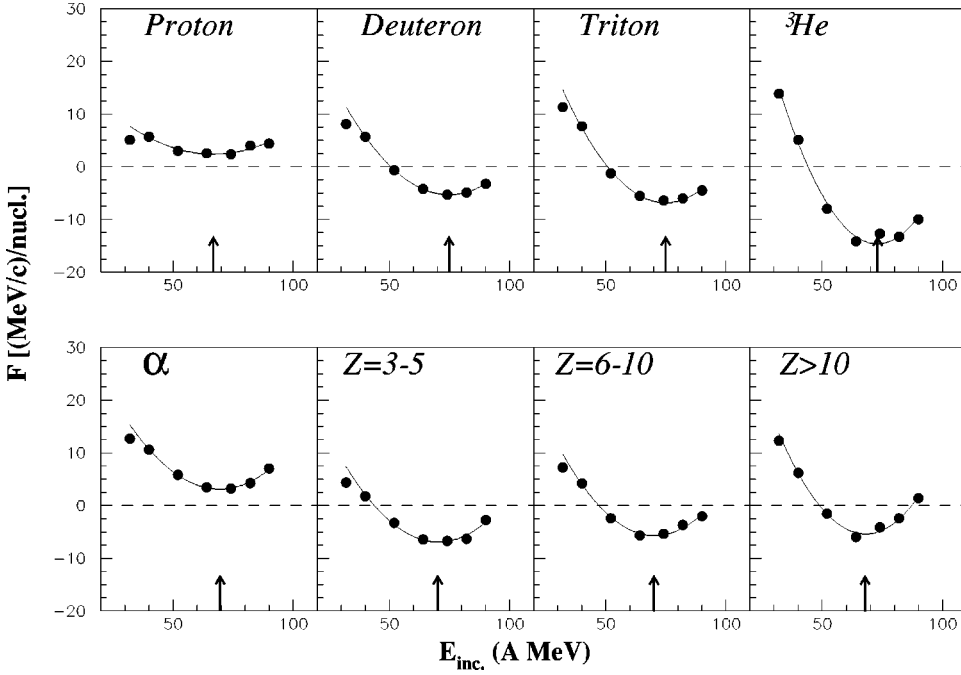 F [(MeV/c)/nucl.]
30
20
10
0
−10
−20
Proton
Deuteron
Triton
³He
50 100 50 100 50 100 50 100
30
20
10
0
−10
−20
α
Z=3-5
Z=6-10
Z>10
50 100 50 100 50 100 50 100
E_inc. (A MeV)